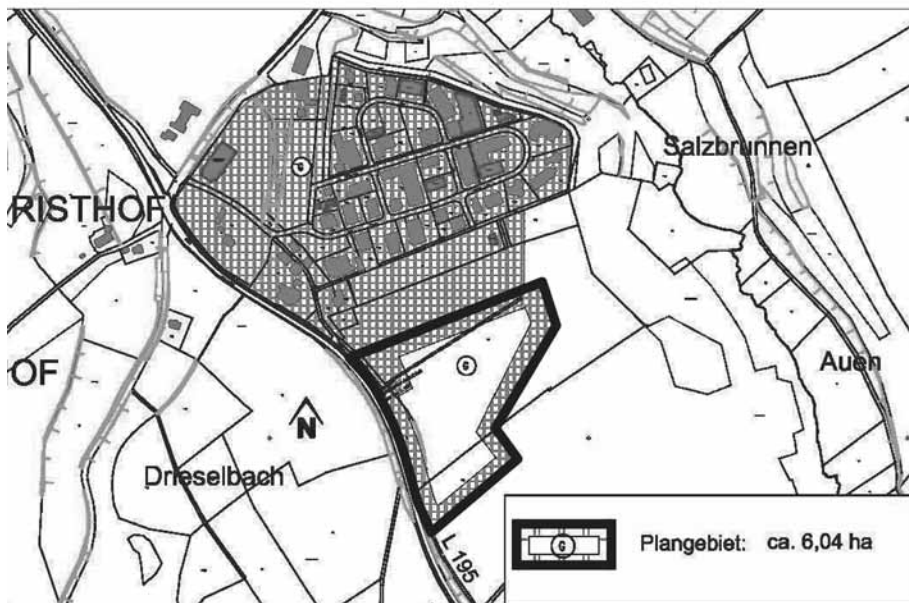 Salzbrunnen
G
RISTHOF
OF
G
Auen
N
Drieselbach
L 195
G
Plangebiet: ca. 6,04 ha